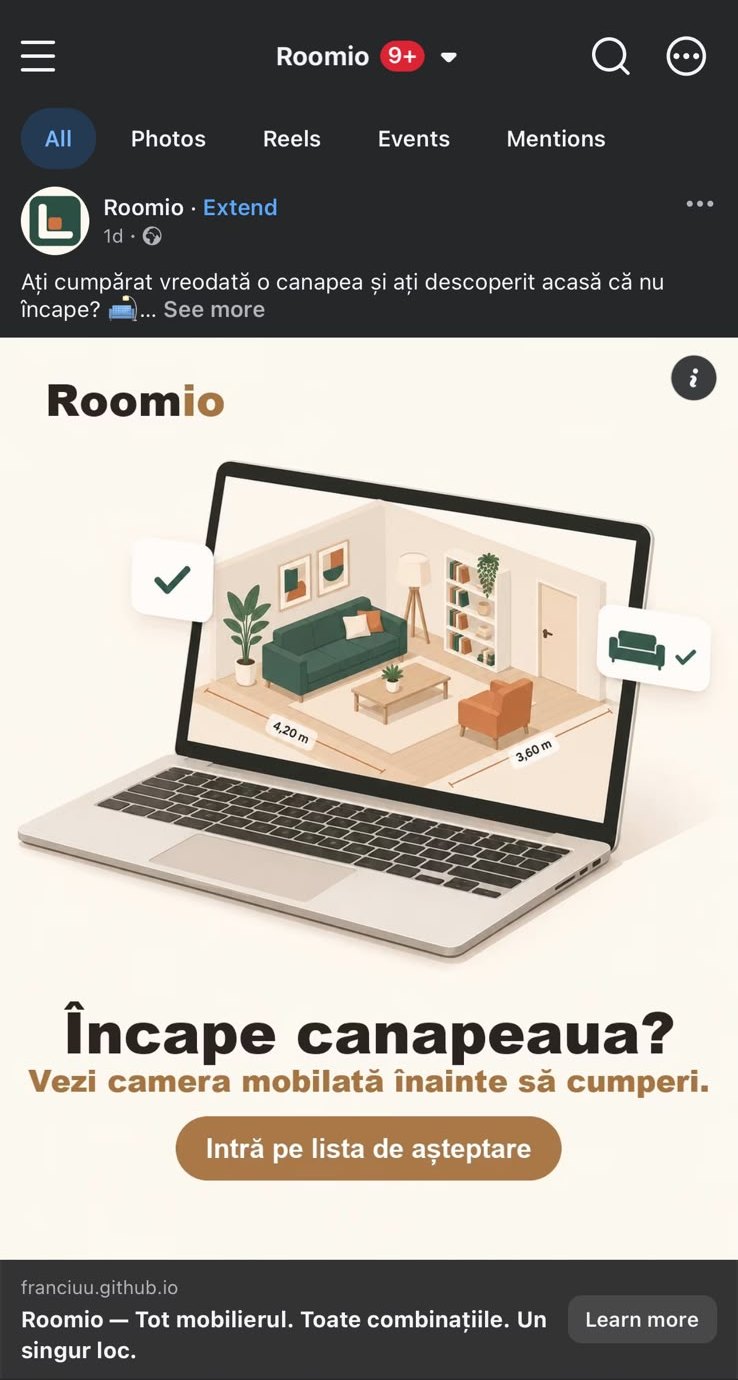 Roomio 9+
All Photos Reels Events Mentions
Roomio · Extend
1d ·
Ați cumpărat vreodată o canapea și ați descoperit acasă că nu
încape? 🛋️... See more
Roomio
4,20 m
3,60 m
Încape canapeaua?
Vezi camera mobilată înainte să cumperi.
Intră pe lista de așteptare
franciuu.github.io
Roomio — Tot mobilierul. Toate combinațiile. Un
singur loc.
Learn more